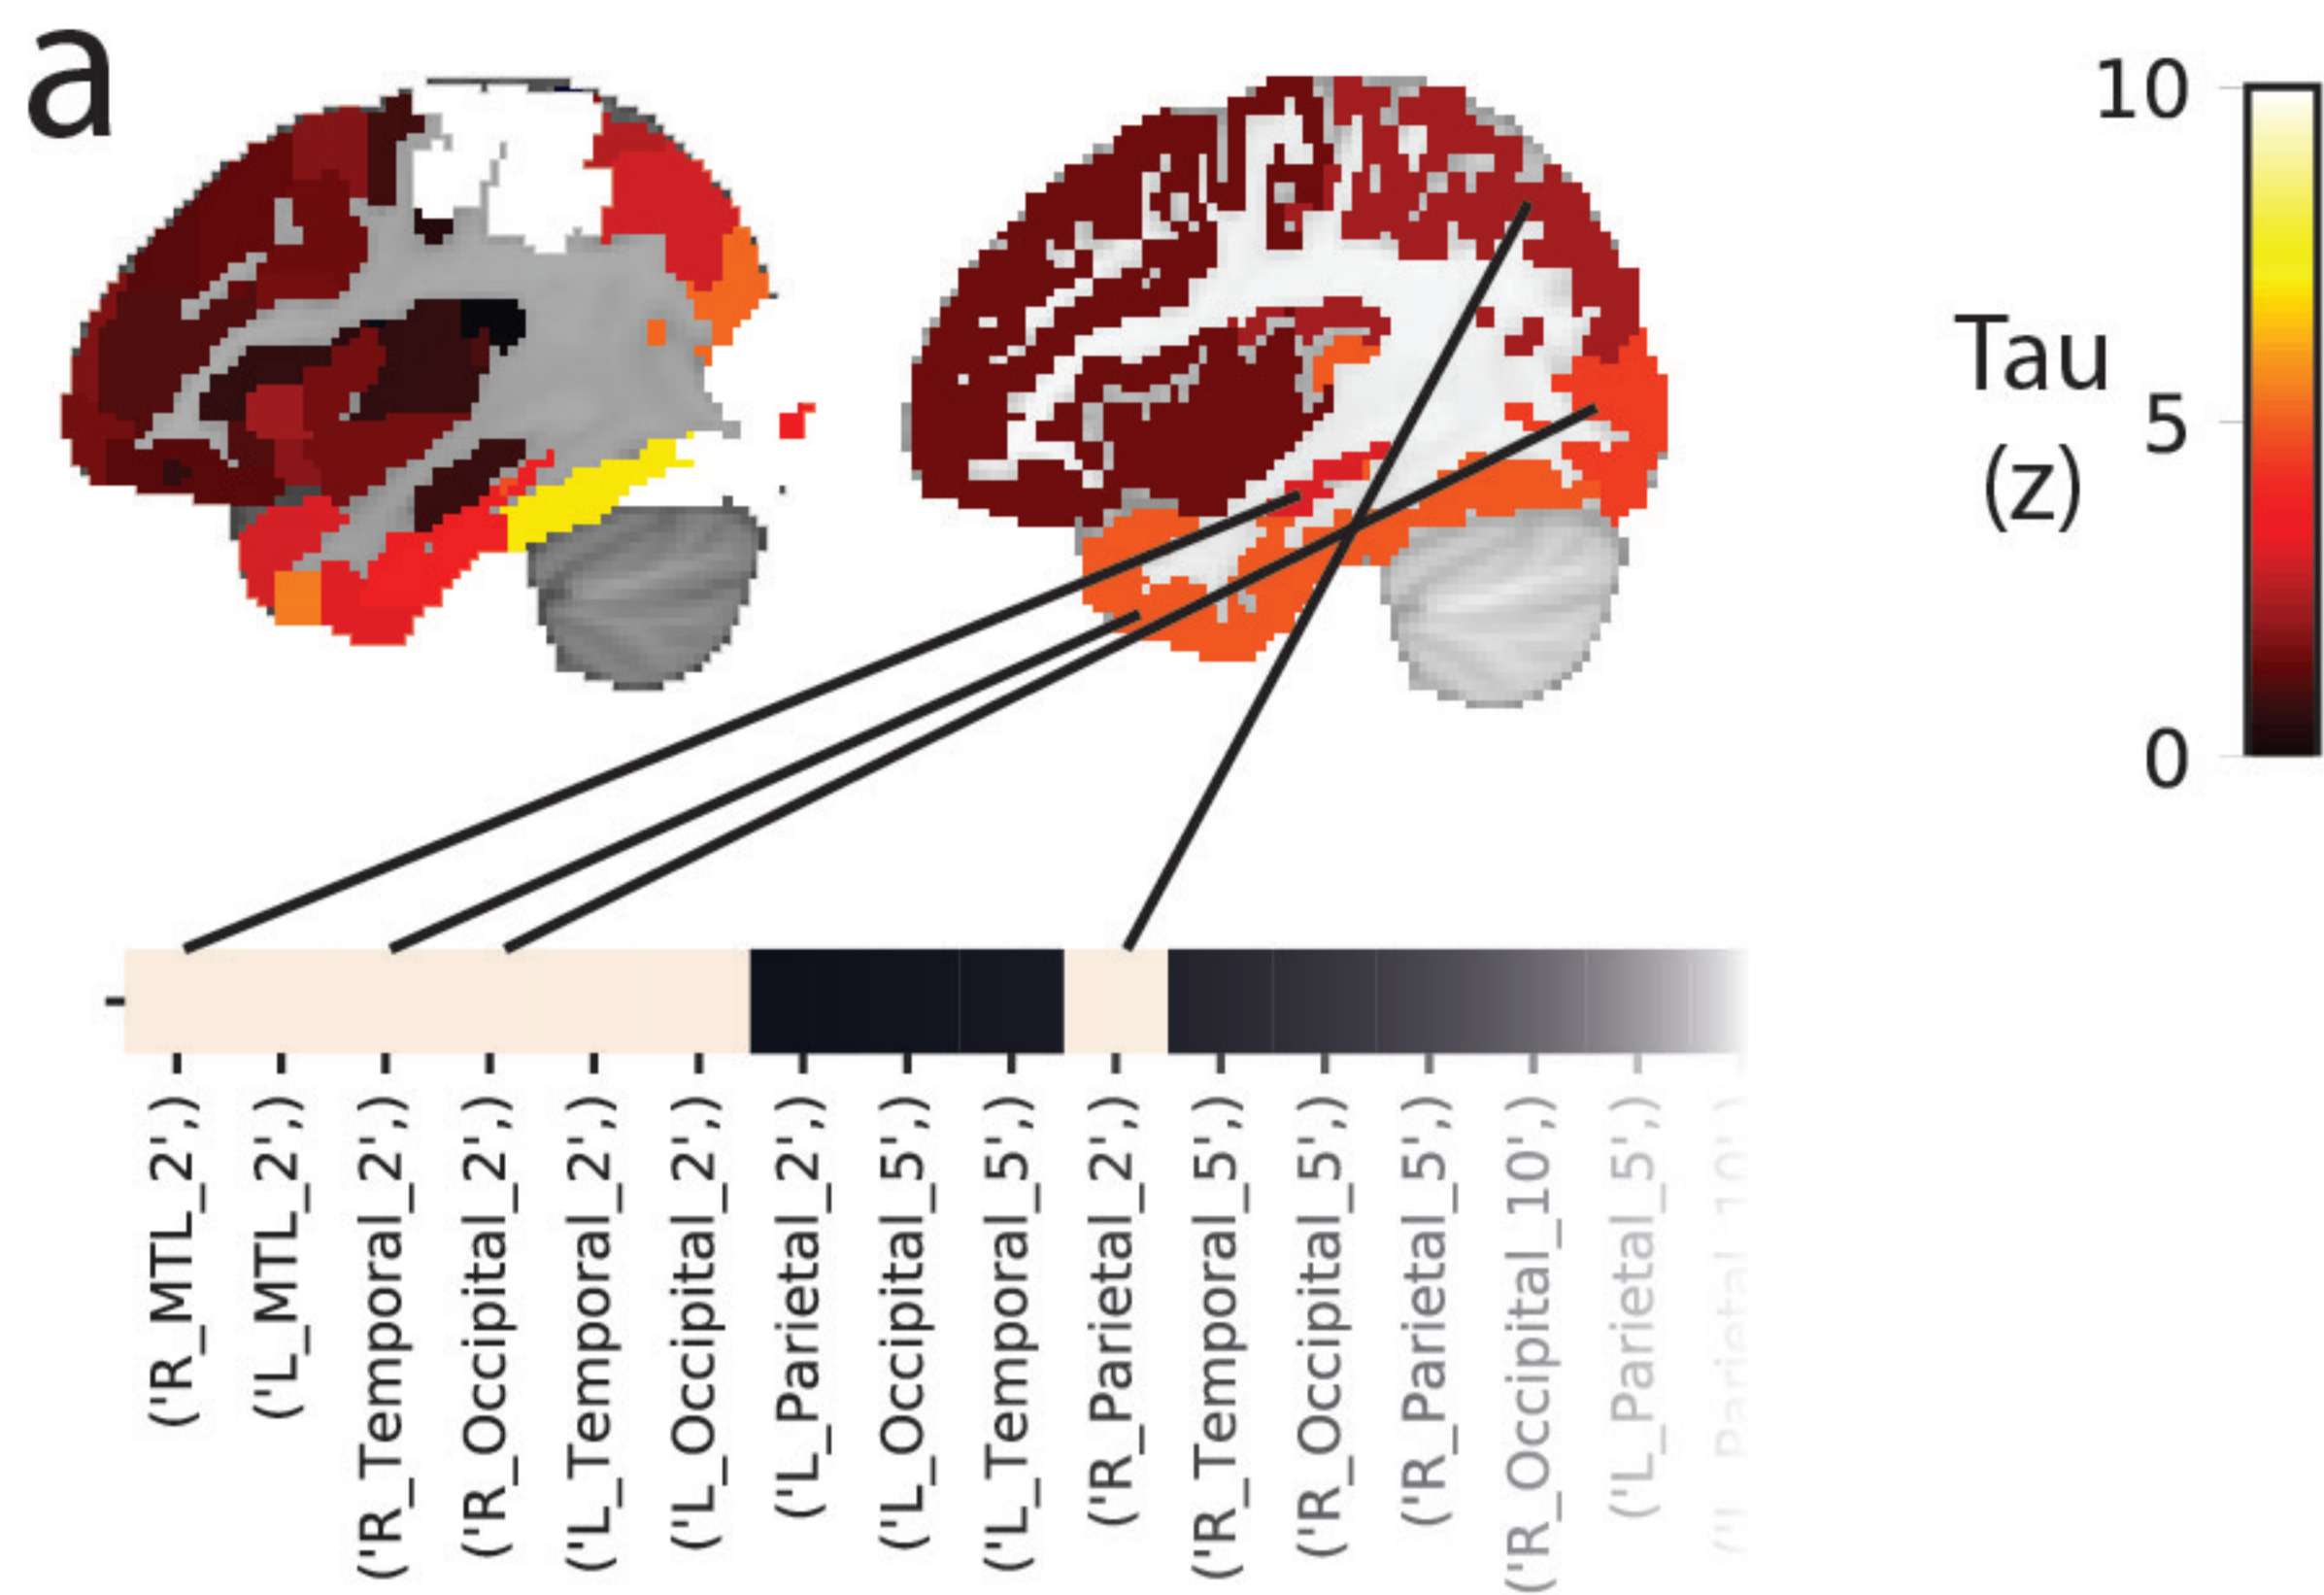 a
10
Tau
5
(z)
0
('R_MTL_2',)
('L_MTL_2',)
('R_Temporal_2',)
('R_Occipital_2',)
('L_Temporal_2',)
('L_Occipital_2',)
('L_Parietal_2',)
('L_Occipital_5',)
('L_Temporal_5',)
('R_Parietal_2',)
('R_Temporal_5',)
('R_Occipital_5',)
('R_Parietal_5',)
('R_Occipital_10',)
('L_Parietal_5',)